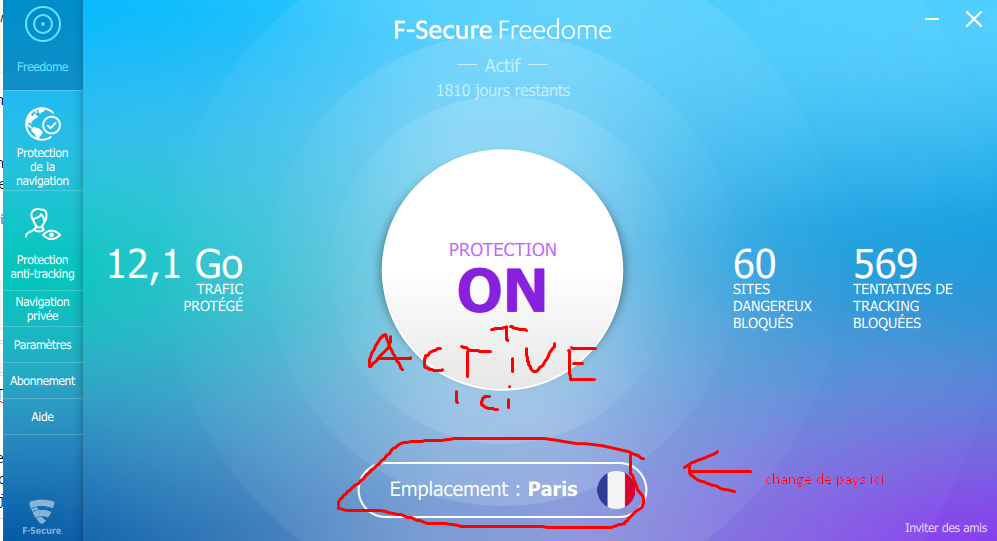 F-Secure Freedome
Actif
1810 jours restants
Freedome
Protection
de la
navigation
Protection
anti-tracking
Navigation
privée
Paramètres
Abonnement
Aide
F-Secure.
12,1 Go
TRAFIC
PROTÉGÉ
PROTECTION
ON
ACTIVE
ici
60
SITES
DANGEREUX
BLOQUÉS
569
TENTATIVES DE
TRACKING
BLOQUÉES
Emplacement : Paris
change de pays ici
Inviter des amis